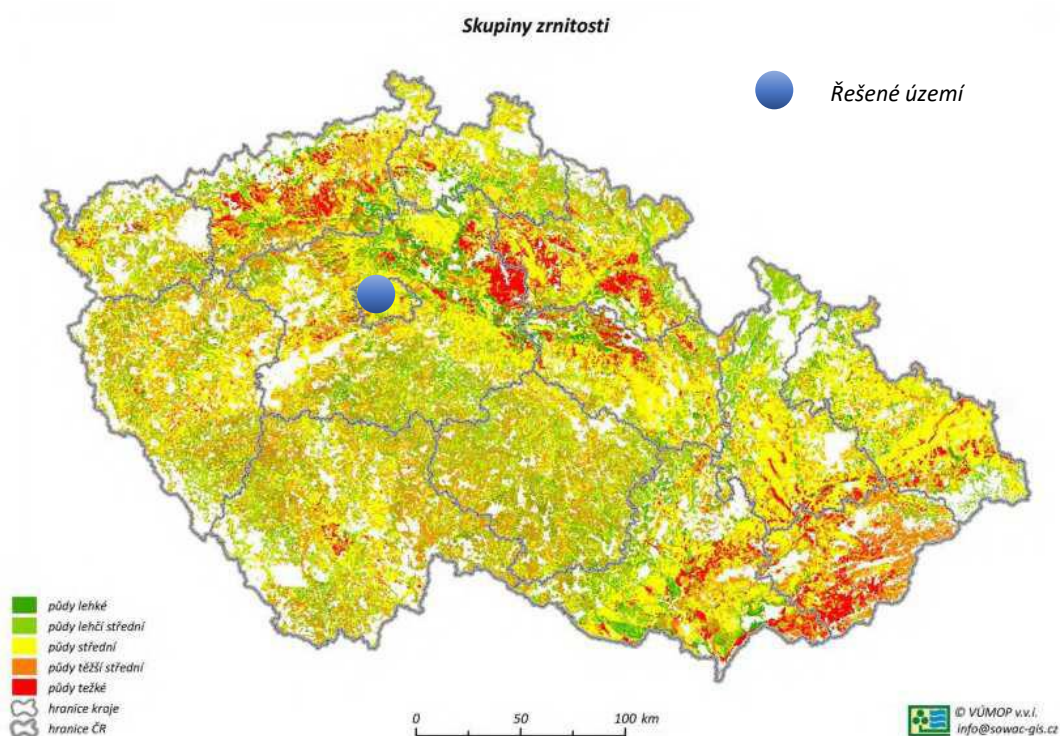 Skupiny zrnitosti
Řešené území
půdy lehké
půdy lehčí střední
půdy střední
půdy těžší střední
půdy težké
hranice kraje
hranice ČR
0 50 100 km
© VÚMOP v.v.i.
info@sowac-gis.cz